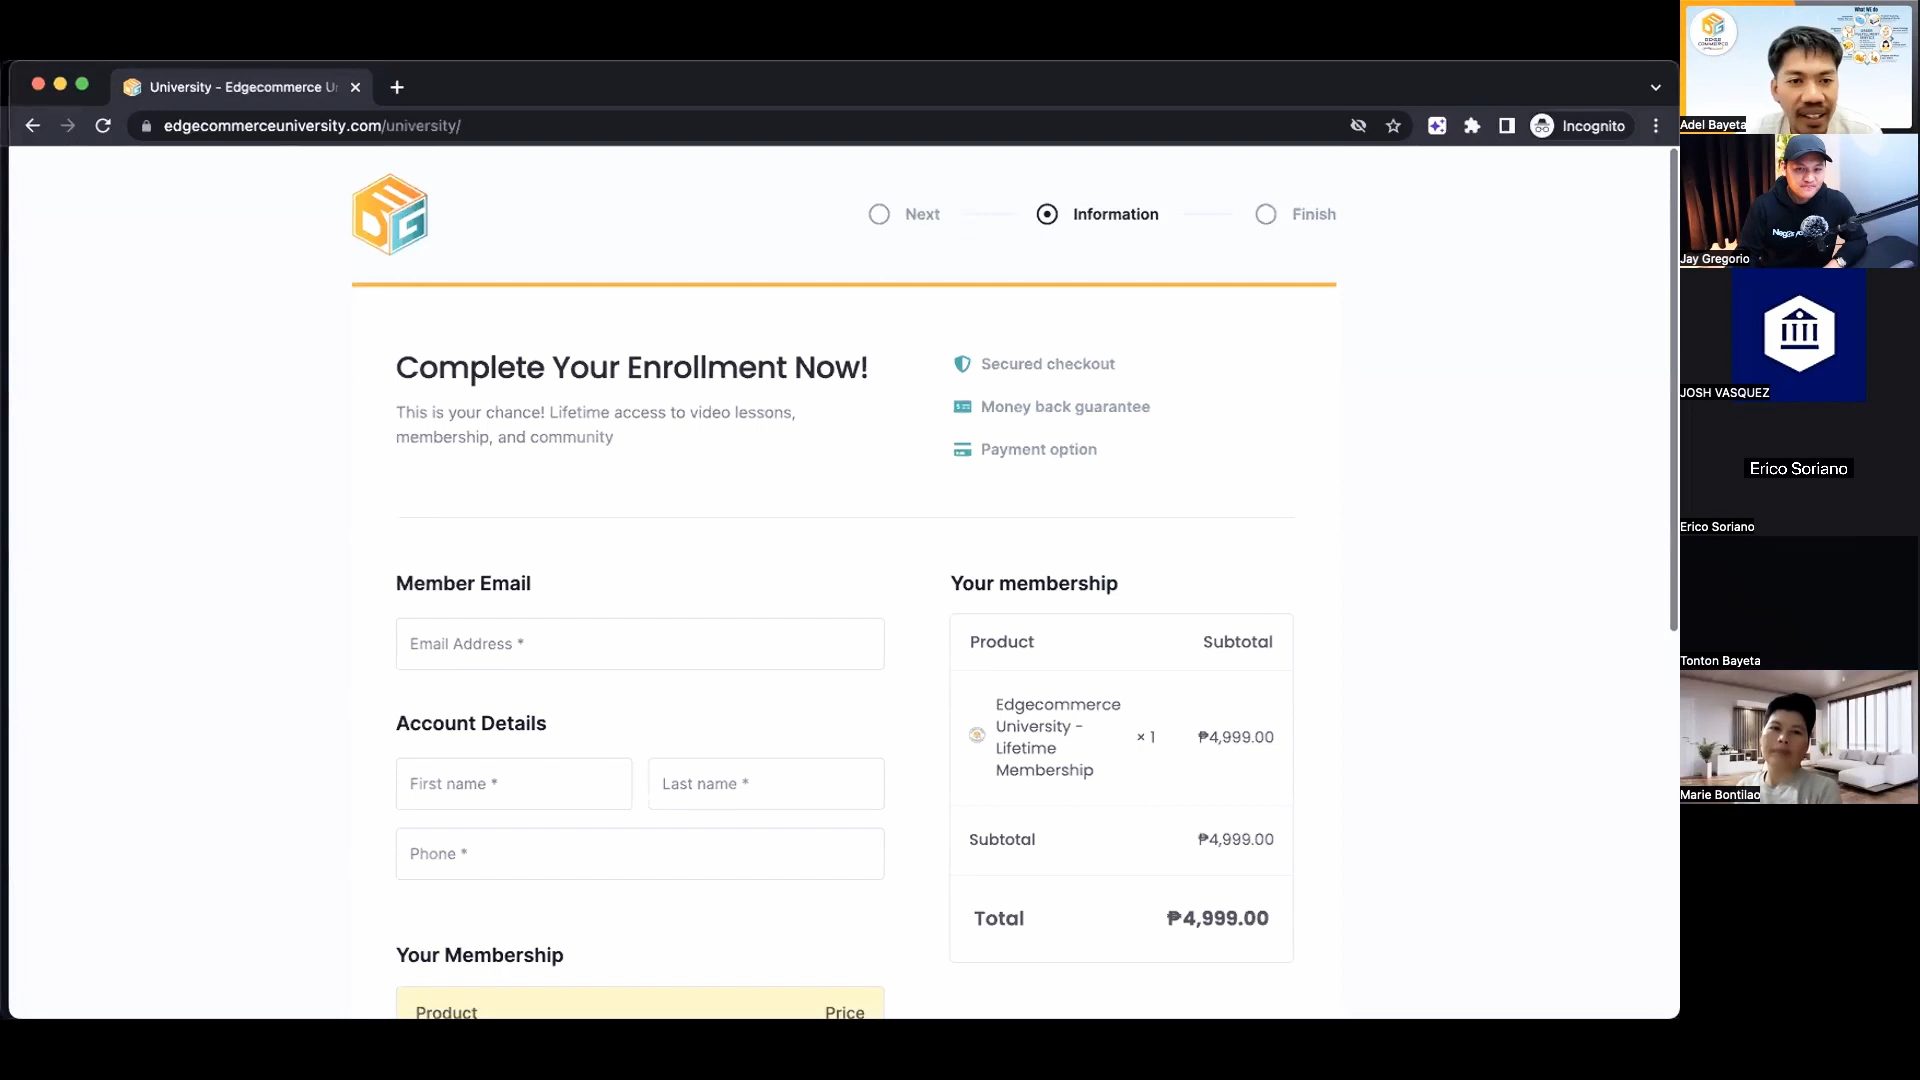 University - Edgecommerce Un
edgecommerceuniversity.com/university/
Incognito
Next
Information
Finish
Complete Your Enrollment Now!
This is your chance! Lifetime access to video lessons,
membership, and community
Secured checkout
Money back guarantee
Payment option
Member Email
Email Address *
Account Details
First name *
Last name *
Phone *
Your Membership
Product
Price
Your membership
Product
Subtotal
Edgecommerce
University -
Lifetime
Membership
× 1
₱4,999.00
Subtotal
₱4,999.00
Total
₱4,999.00
What WE do
Adel Bayeta
Jay Gregorio
JOSH VASQUEZ
Erico Soriano
Erico Soriano
Tonton Bayeta
Marie Bontilao